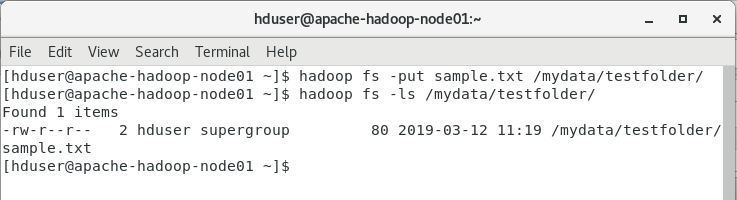 hduser@apache-hadoop-node01:~
File Edit View Search Terminal Help
[hduser@apache-hadoop-node01 ~]$ hadoop fs -put sample.txt /mydata/testfolder/
[hduser@apache-hadoop-node01 ~]$ hadoop fs -ls /mydata/testfolder/
Found 1 items
-rw-r--r--   2 hduser supergroup         80 2019-03-12 11:19 /mydata/testfolder/
sample.txt
[hduser@apache-hadoop-node01 ~]$